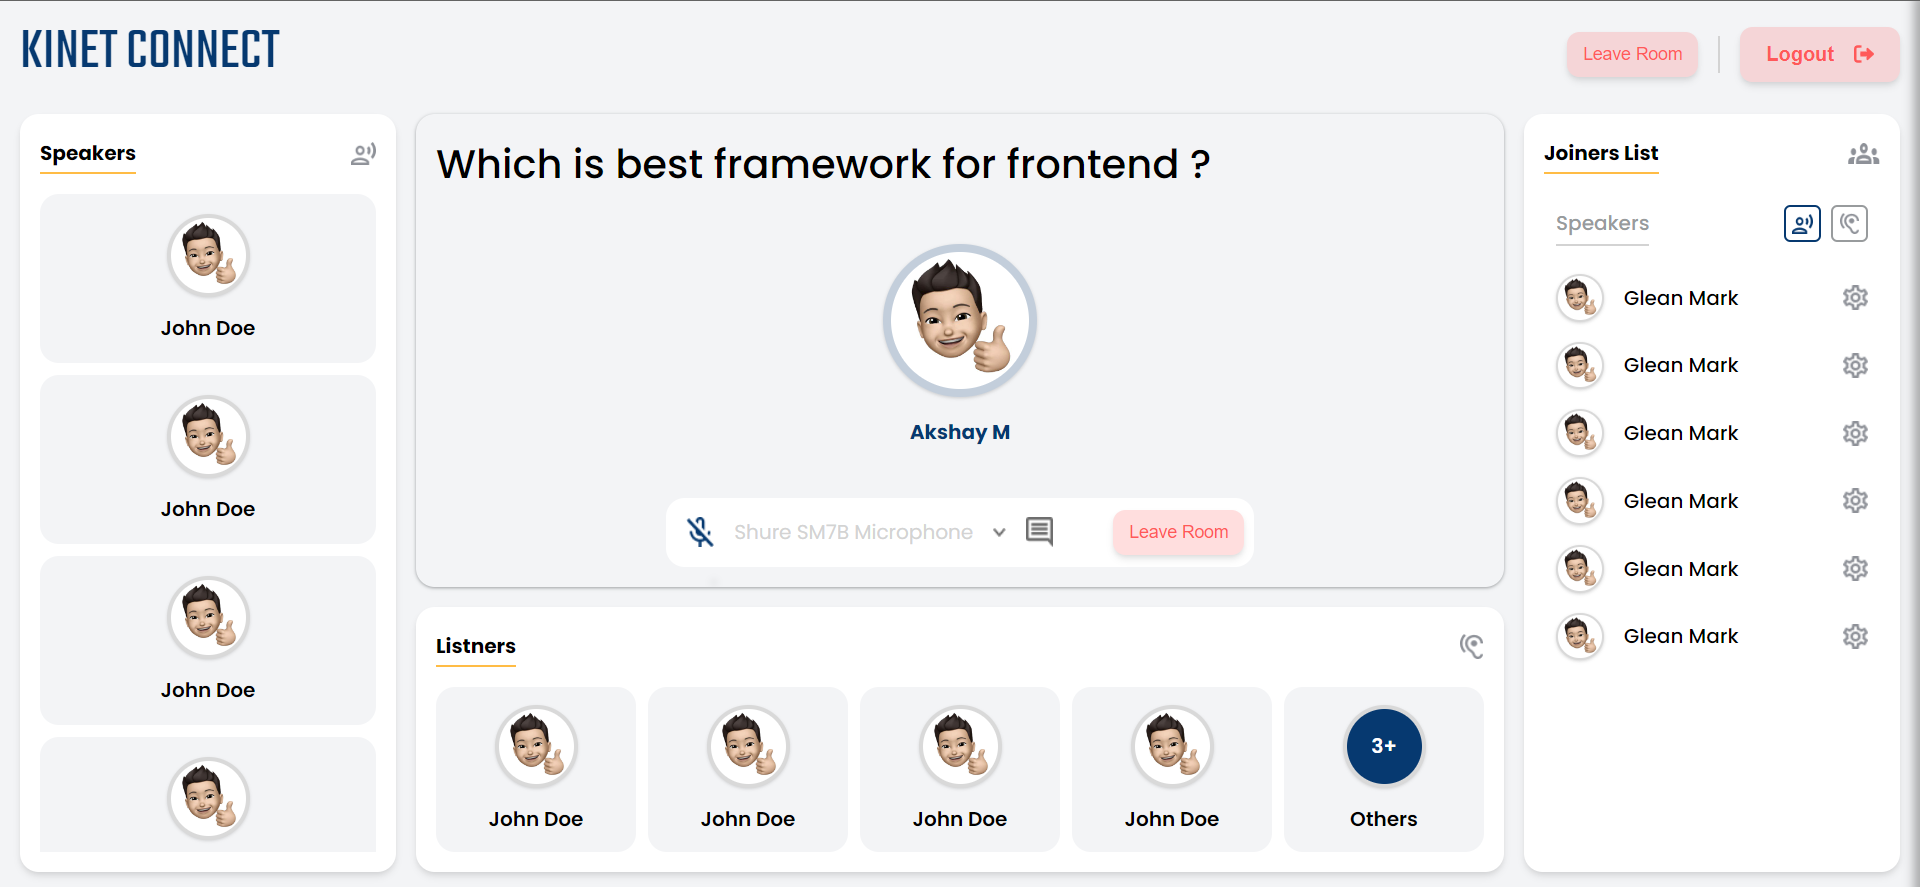 KINET CONNECT
Leave Room
Logout
Speakers
John Doe
John Doe
John Doe
Which is best framework for frontend ?
Akshay M
Shure SM7B Microphone
Leave Room
Listners
John Doe
John Doe
John Doe
John Doe
3+
Others
Joiners List
Speakers
Glean Mark
Glean Mark
Glean Mark
Glean Mark
Glean Mark
Glean Mark